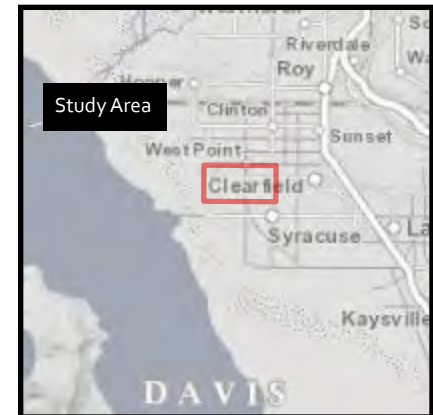 Riverdale
Roy
Hooper
Study Area
Clinton
Sunset
West Point
Clearfield
Syracuse
Kaysville
DAVIS